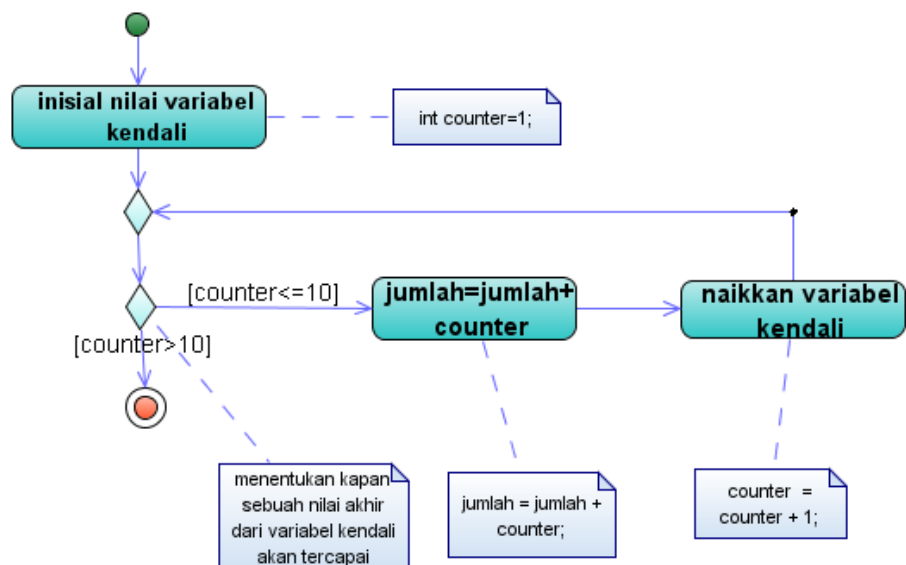 inisial nilai variabel
kendali
int counter=1;
[counter<=10]
jumlah=jumlah+
counter
naikkan variabel
kendali
[counter>10]
menentukan kapan
sebuah nilai akhir
dari variabel kendali
akan tercapai
jumlah = jumlah +
counter;
counter =
counter + 1;